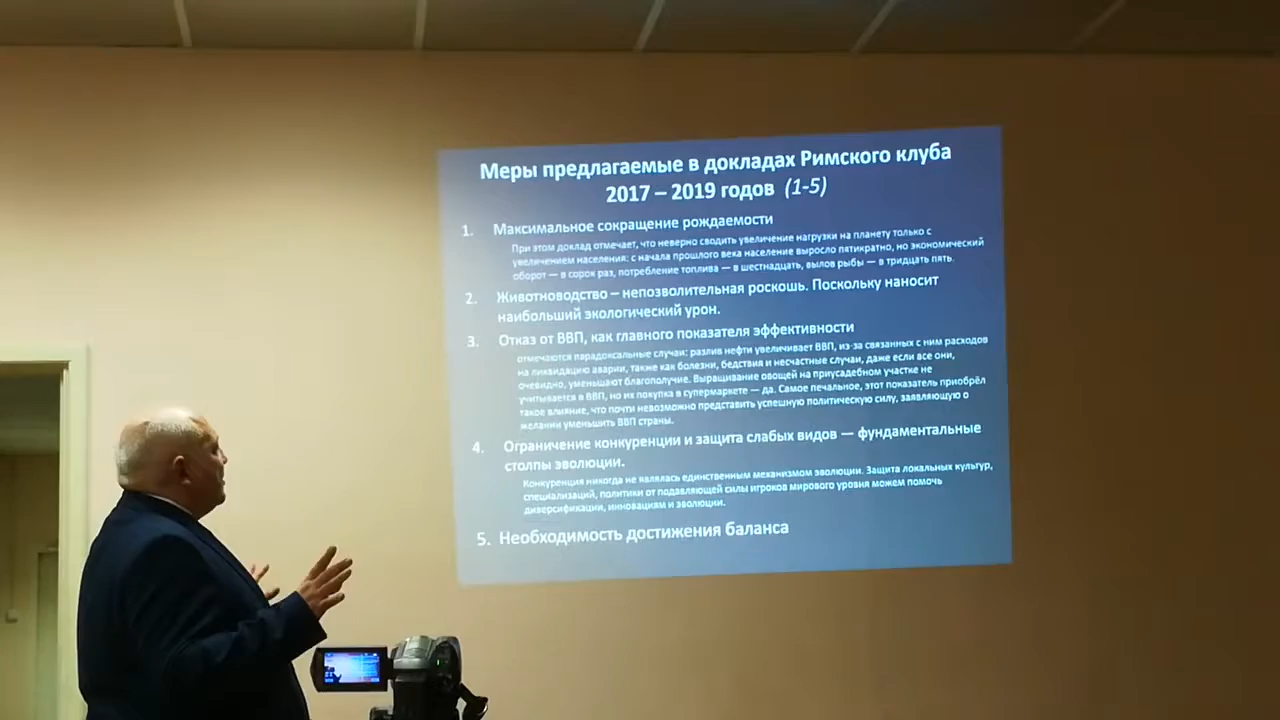 Меры предлагаемые в докладах Римского клуба
2017 – 2019 годов (1-5)
1. Максимальное сокращение рождаемости
При этом доклад отмечает, что неверно сводить увеличение нагрузки на планету только с
увеличением населения: с начала прошлого века население выросло пятикратно, но экономический
оборот — в сорок раз, потребление топлива — в шестнадцать, вылов рыбы — в тридцать пять.
2. Животноводство – непозволительная роскошь. Поскольку наносит
наибольший экологический урон.
3. Отказ от ВВП, как главного показателя эффективности
отмечаются парадоксальные случаи: разлив нефти увеличивает ВВП, из-за связанных с ним расходов
на ликвидацию аварии, также как болезни, бедствия и несчастные случаи, даже если все они,
очевидно, уменьшают благополучие. Выращивание овощей на приусадебном участке не
учитывается в ВВП, но их покупка в супермаркете — да. Самое печальное, этот показатель приобрёл
такое влияние, что почти невозможно представить успешную политическую силу, заявляющую о
желании уменьшить ВВП страны.
4. Ограничение конкуренции и защита слабых видов — фундаментальные
столпы эволюции.
Конкуренция никогда не являлась единственным механизмом эволюции. Защита локальных культур,
специализаций, политики от подавляющей силы игроков мирового уровня можем помочь
диверсификации, инновациям и эволюции.
5. Необходимость достижения баланса